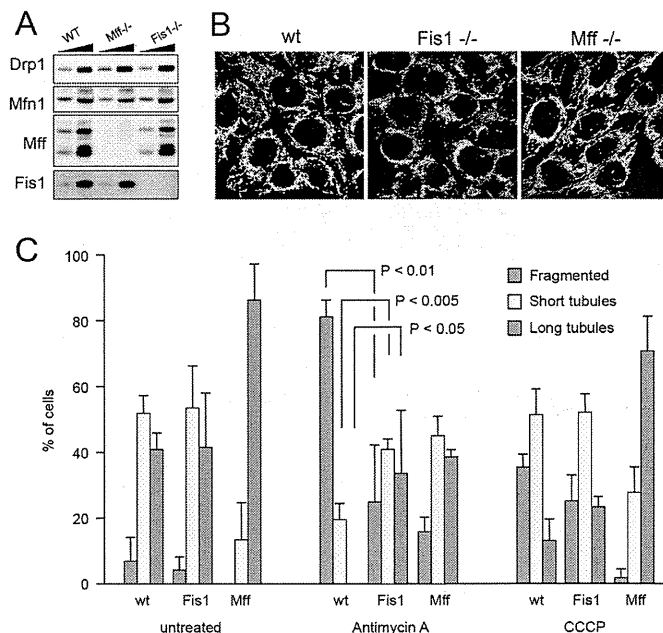 A
WT Mff-/- Fis1-/-
Drp1
Mfn1
Mff
Fis1
B
wt Fis1 -/- Mff -/-
C
100
80
60
40
20
0
% of cells
P < 0.01
P < 0.005
P < 0.05
Fragmented
Short tubules
Long tubules
wt Fis1 Mff wt Fis1 Mff wt Fis1 Mff
untreated Antimycin A CCCP